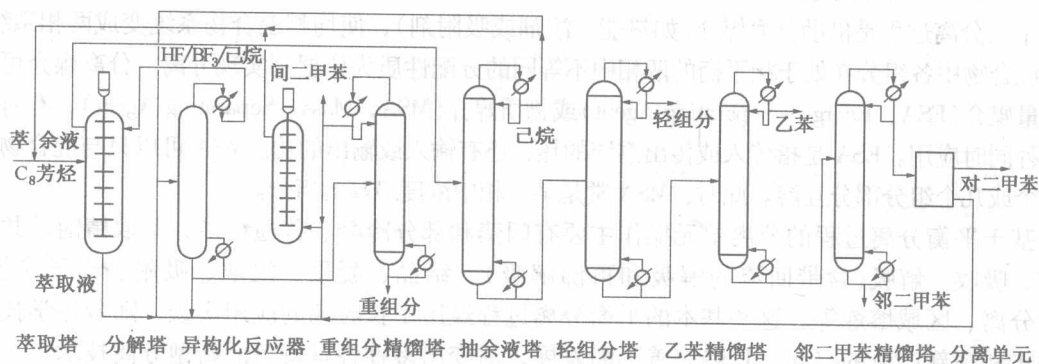 HF/BF₃/己烷
间二甲苯
己烷
轻组分
乙苯
萃余液
C₈芳烃
对二甲苯
萃取液
重组分
邻二甲苯
萃取塔 分解塔 异构化反应器 重组分精馏塔 抽余液塔 轻组分塔 乙苯精馏塔 邻二甲苯精馏塔 分离单元